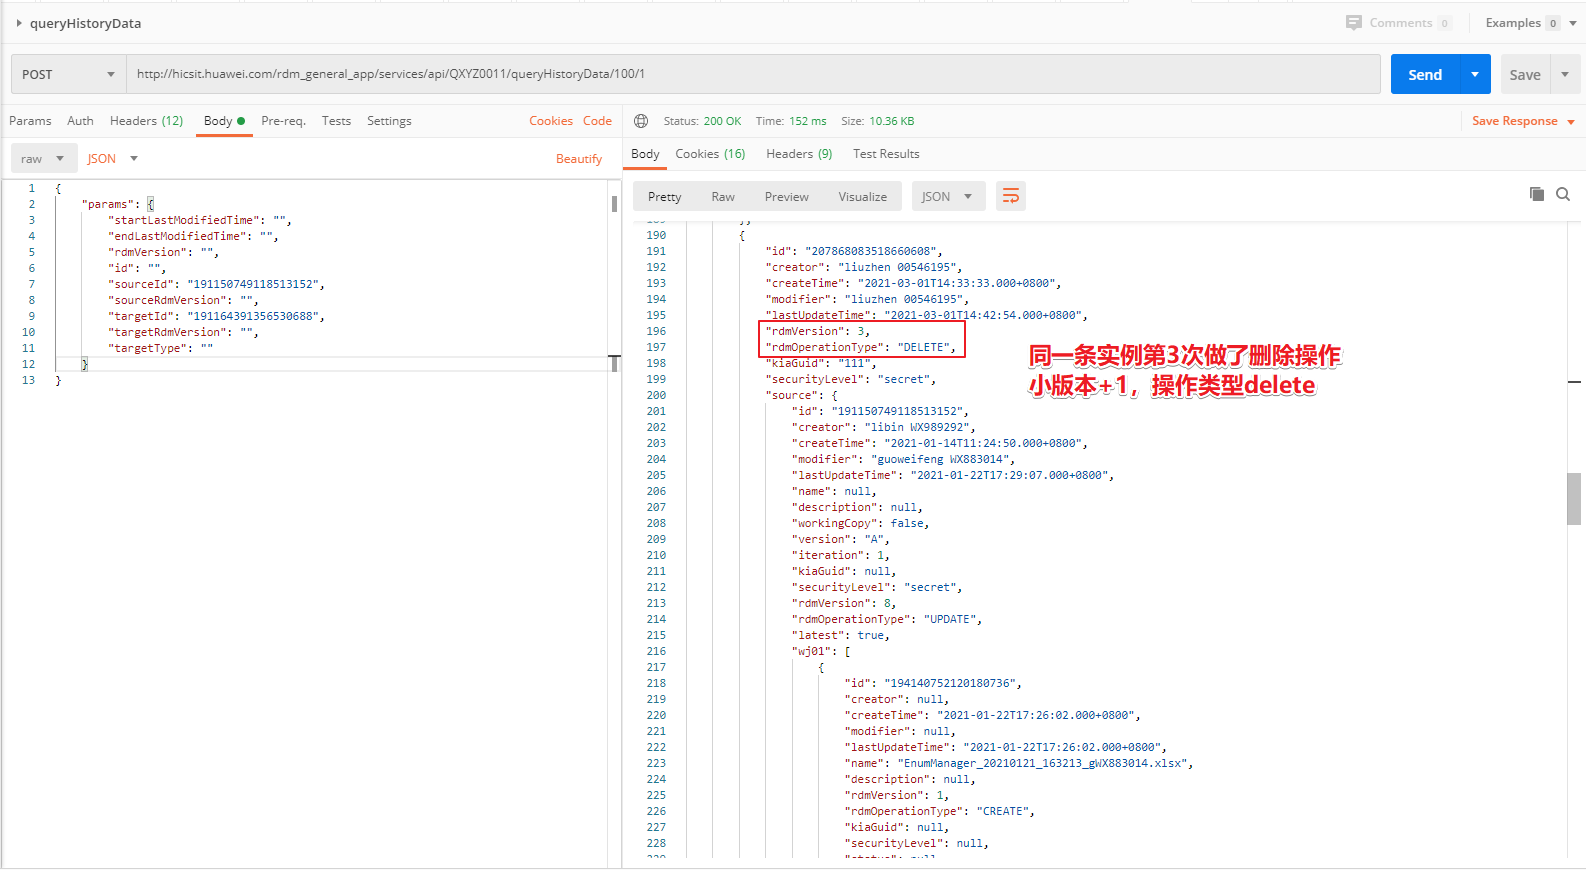 queryHistoryData
Comments 0
Examples 0
POST
http://hicsit.huawei.com/rdm_general_app/services/api/QXYZ0011/queryHistoryData/100/1
Send
Save
Params Auth Headers (12) Body Pre-req. Tests Settings Cookies Code
Status: 200 OK Time: 152 ms Size: 10.36 KB
Save Response
raw JSON Beautify
Body Cookies (16) Headers (9) Test Results
Pretty Raw Preview Visualize JSON
1 {
2 "params": {
3 "startLastModifiedTime": "",
4 "endLastModifiedTime": "",
5 "rdmVersion": "",
6 "id": "",
7 "sourceId": "191150749118513152",
8 "sourceRdmVersion": "",
9 "targetId": "191164391356530688",
10 "targetRdmVersion": "",
11 "targetType": ""
12 }
13 }
190 {
191 "id": "207868083518660608",
192 "creator": "liuzhen 00546195",
193 "createTime": "2021-03-01T14:33:33.000+0800",
194 "modifier": "liuzhen 00546195",
195 "lastUpdateTime": "2021-03-01T14:42:54.000+0800",
196 "rdmVersion": 3,
197 "rdmOperationType": "DELETE",
198 "kiaGuid": "111",
199 "securityLevel": "secret",
200 "source": {
201 "id": "191150749118513152",
202 "creator": "libin WX989292",
203 "createTime": "2021-01-14T11:24:50.000+0800",
204 "modifier": "guoweifeng WX883014",
205 "lastUpdateTime": "2021-01-22T17:29:07.000+0800",
206 "name": null,
207 "description": null,
208 "workingCopy": false,
209 "version": "A",
210 "iteration": 1,
211 "kiaGuid": null,
212 "securityLevel": "secret",
213 "rdmVersion": 8,
214 "rdmOperationType": "UPDATE",
215 "latest": true,
216 "wj01": [
217 {
218 "id": "194140752120180736",
219 "creator": null,
220 "createTime": "2021-01-22T17:26:02.000+0800",
221 "modifier": null,
222 "lastUpdateTime": "2021-01-22T17:26:02.000+0800",
223 "name": "EnumManager_20210121_163213_gWX883014.xlsx",
224 "description": null,
225 "rdmVersion": 1,
226 "rdmOperationType": "CREATE",
227 "kiaGuid": null,
228 "securityLevel": null,
同一条实例第3次做了删除操作
小版本+1，操作类型delete